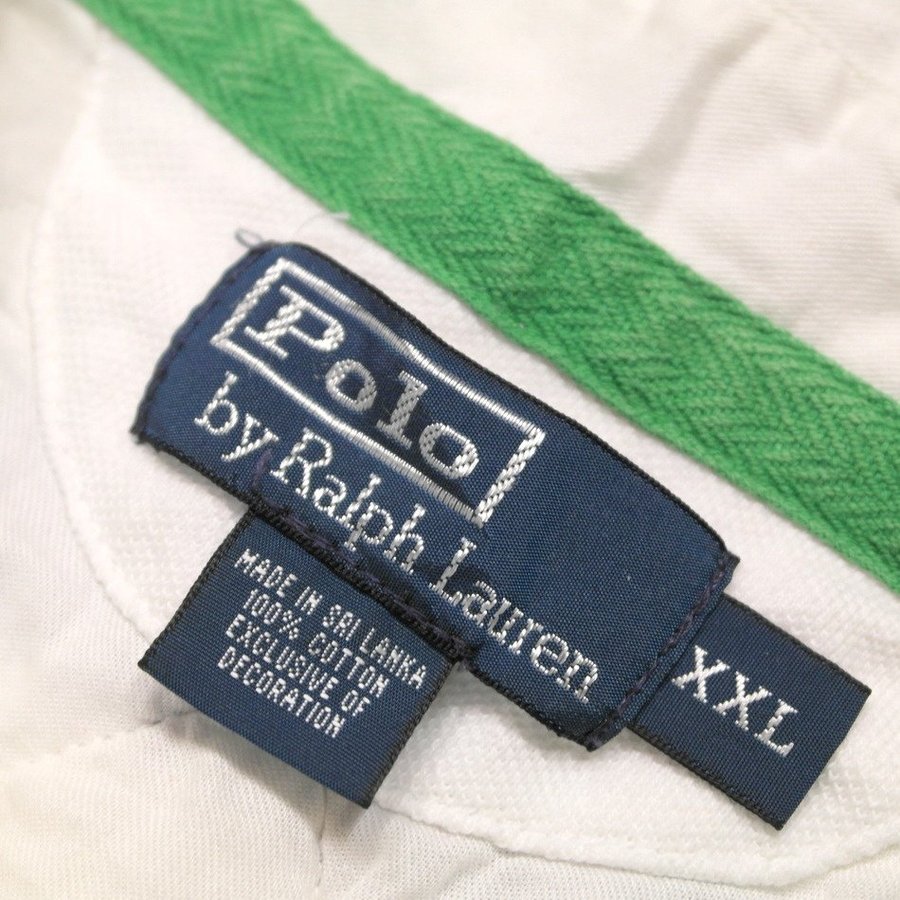 Polo
by Ralph Lauren
XXL
MADE IN SRI LANKA
100% COTTON
EXCLUSIVE OF
DECORATION